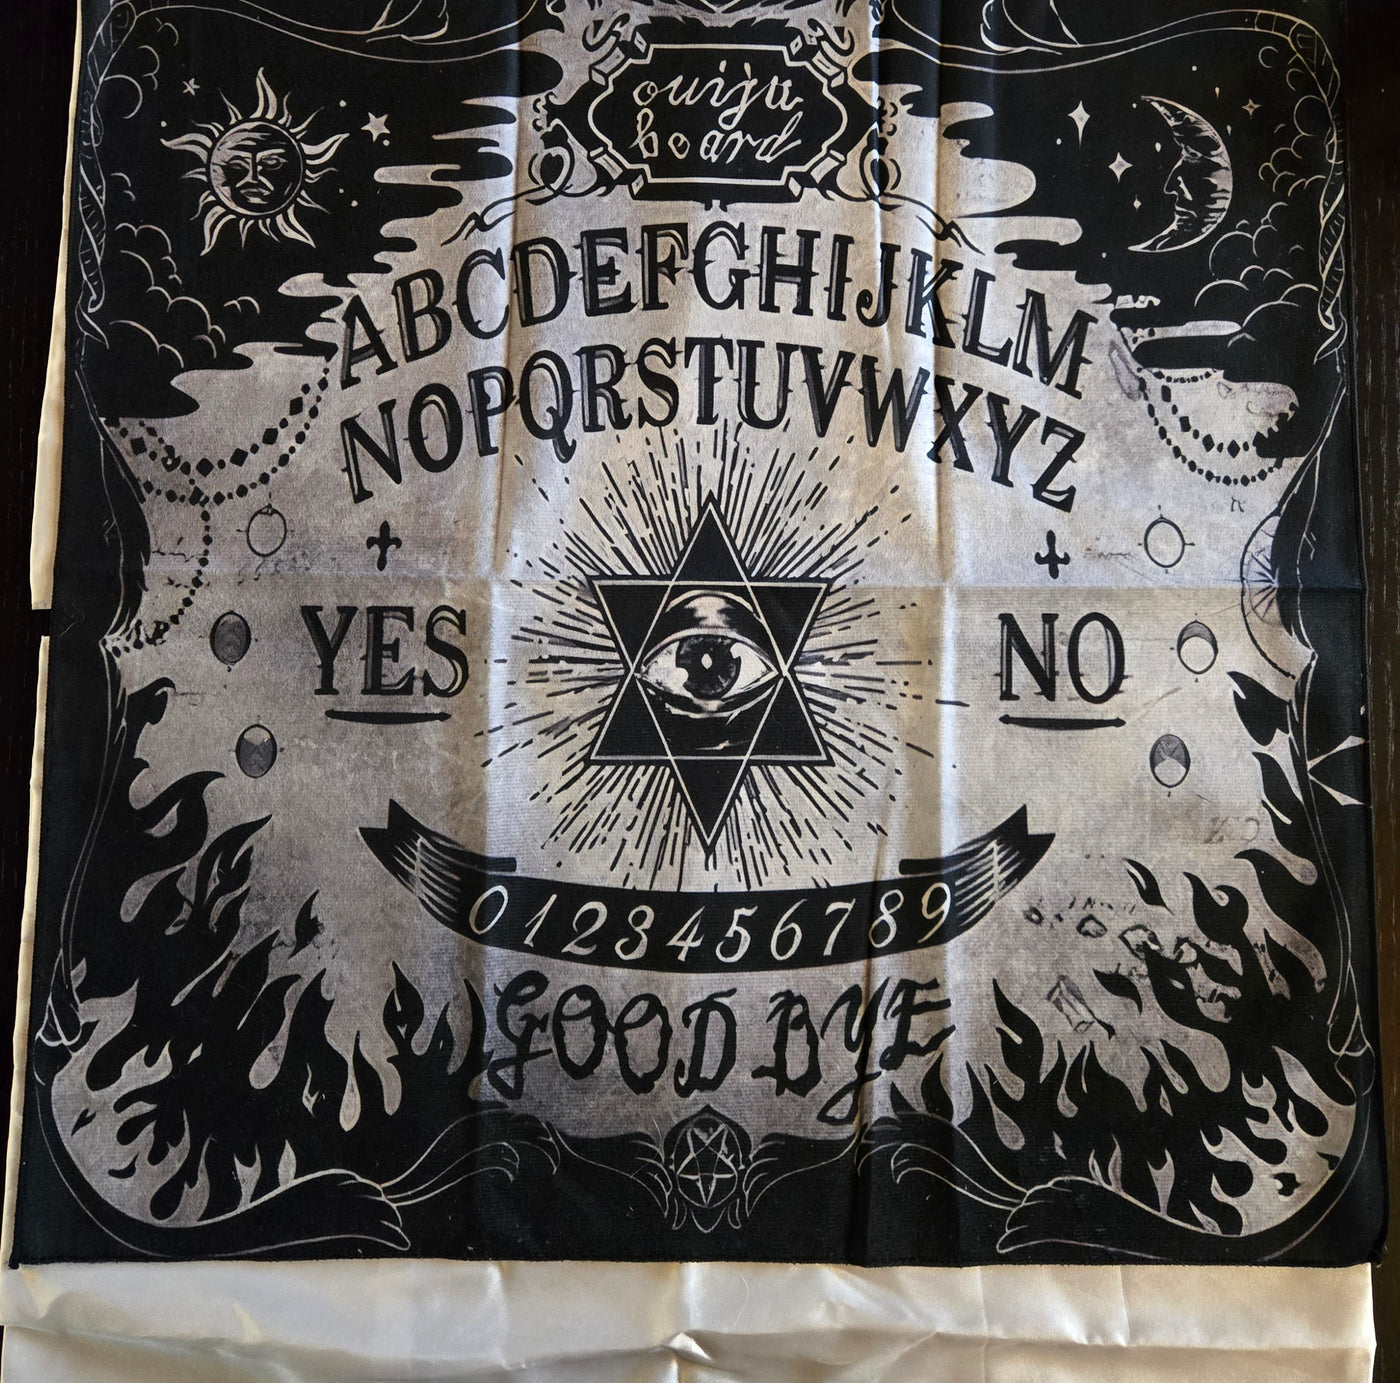 ouija
board
ABCDEFGHIJKLM
NOPQRSTUVWXYZ
YES
NO
0123456789
GOOD BYE